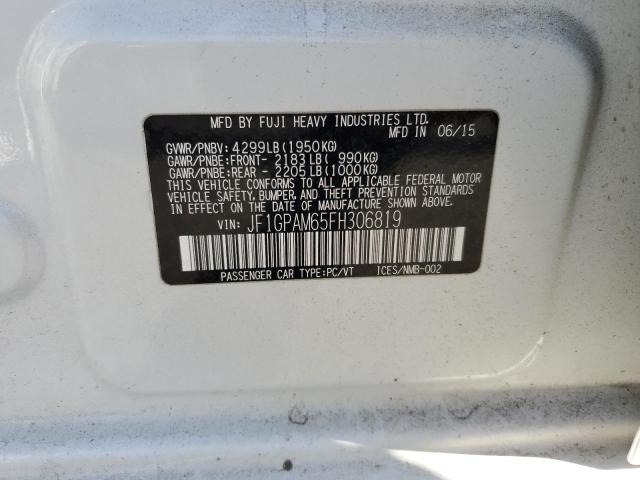 MFD BY FUJI HEAVY INDUSTRIES LTD.
MFD IN 06/15
GVWR/PNBV: 4299LB(1950KG)
GAWR/PNBE:FRONT- 2183LB( 990KG)
GAWR/PNBE:REAR - 2205LB(1000KG)
THIS VEHICLE CONFORMS TO ALL APPLICABLE FEDERAL MOTOR
VEHICLE SAFETY, BUMPER, AND THEFT PREVENTION STANDARDS
IN EFFECT ON THE DATE OF MANUFACTURE SHOWN ABOVE.
VIN: JF1GPAM65FH306819
PASSENGER CAR TYPE:PC/VT ICES/NMB-002